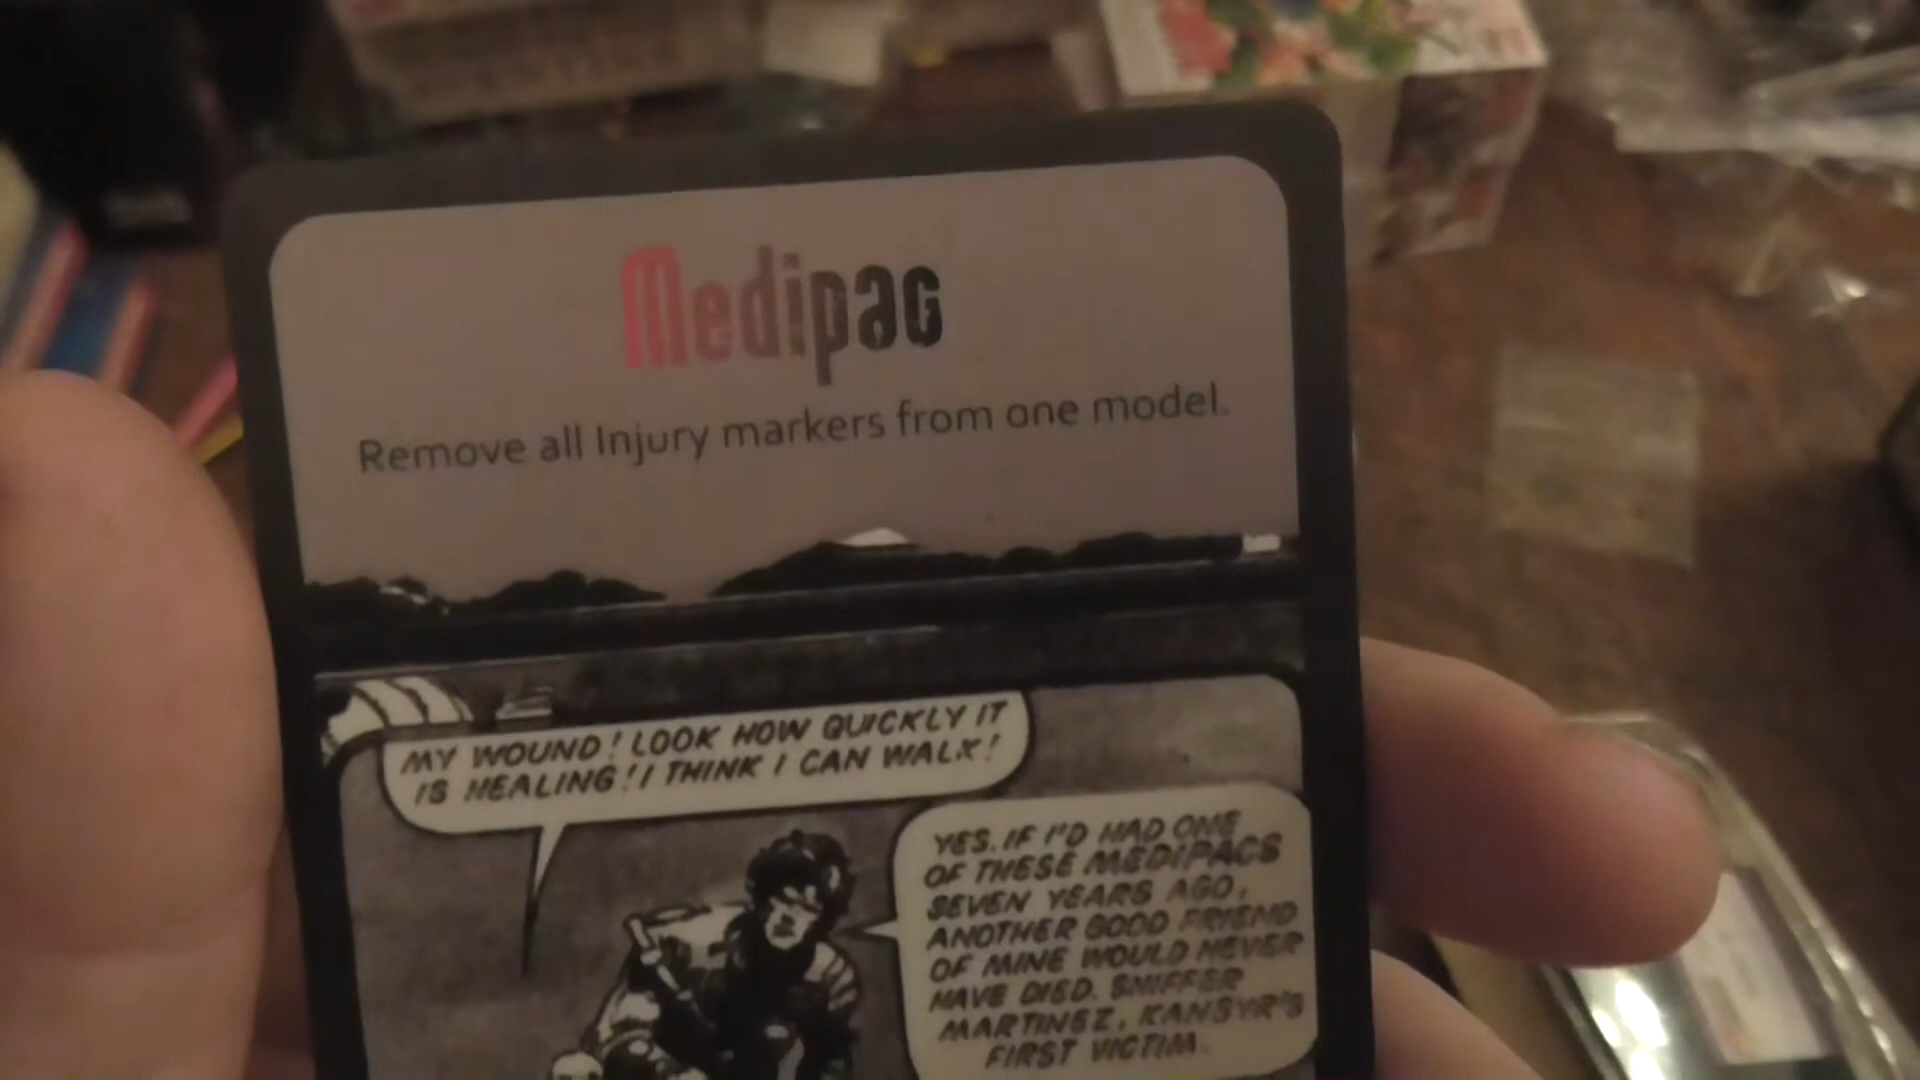 Medipac
Remove all Injury markers from one model.
MY WOUND! LOOK HOW QUICKLY IT
IS HEALING! I THINK I CAN WALK!
YES. IF I'D HAD ONE
OF THESE MEDIPACS
SEVEN YEARS AGO,
ANOTHER GOOD FRIEND
OF MINE WOULD NEVER
HAVE DIED. SNIFFER
MARTINEZ, KANSYR'S
FIRST VICTIM.